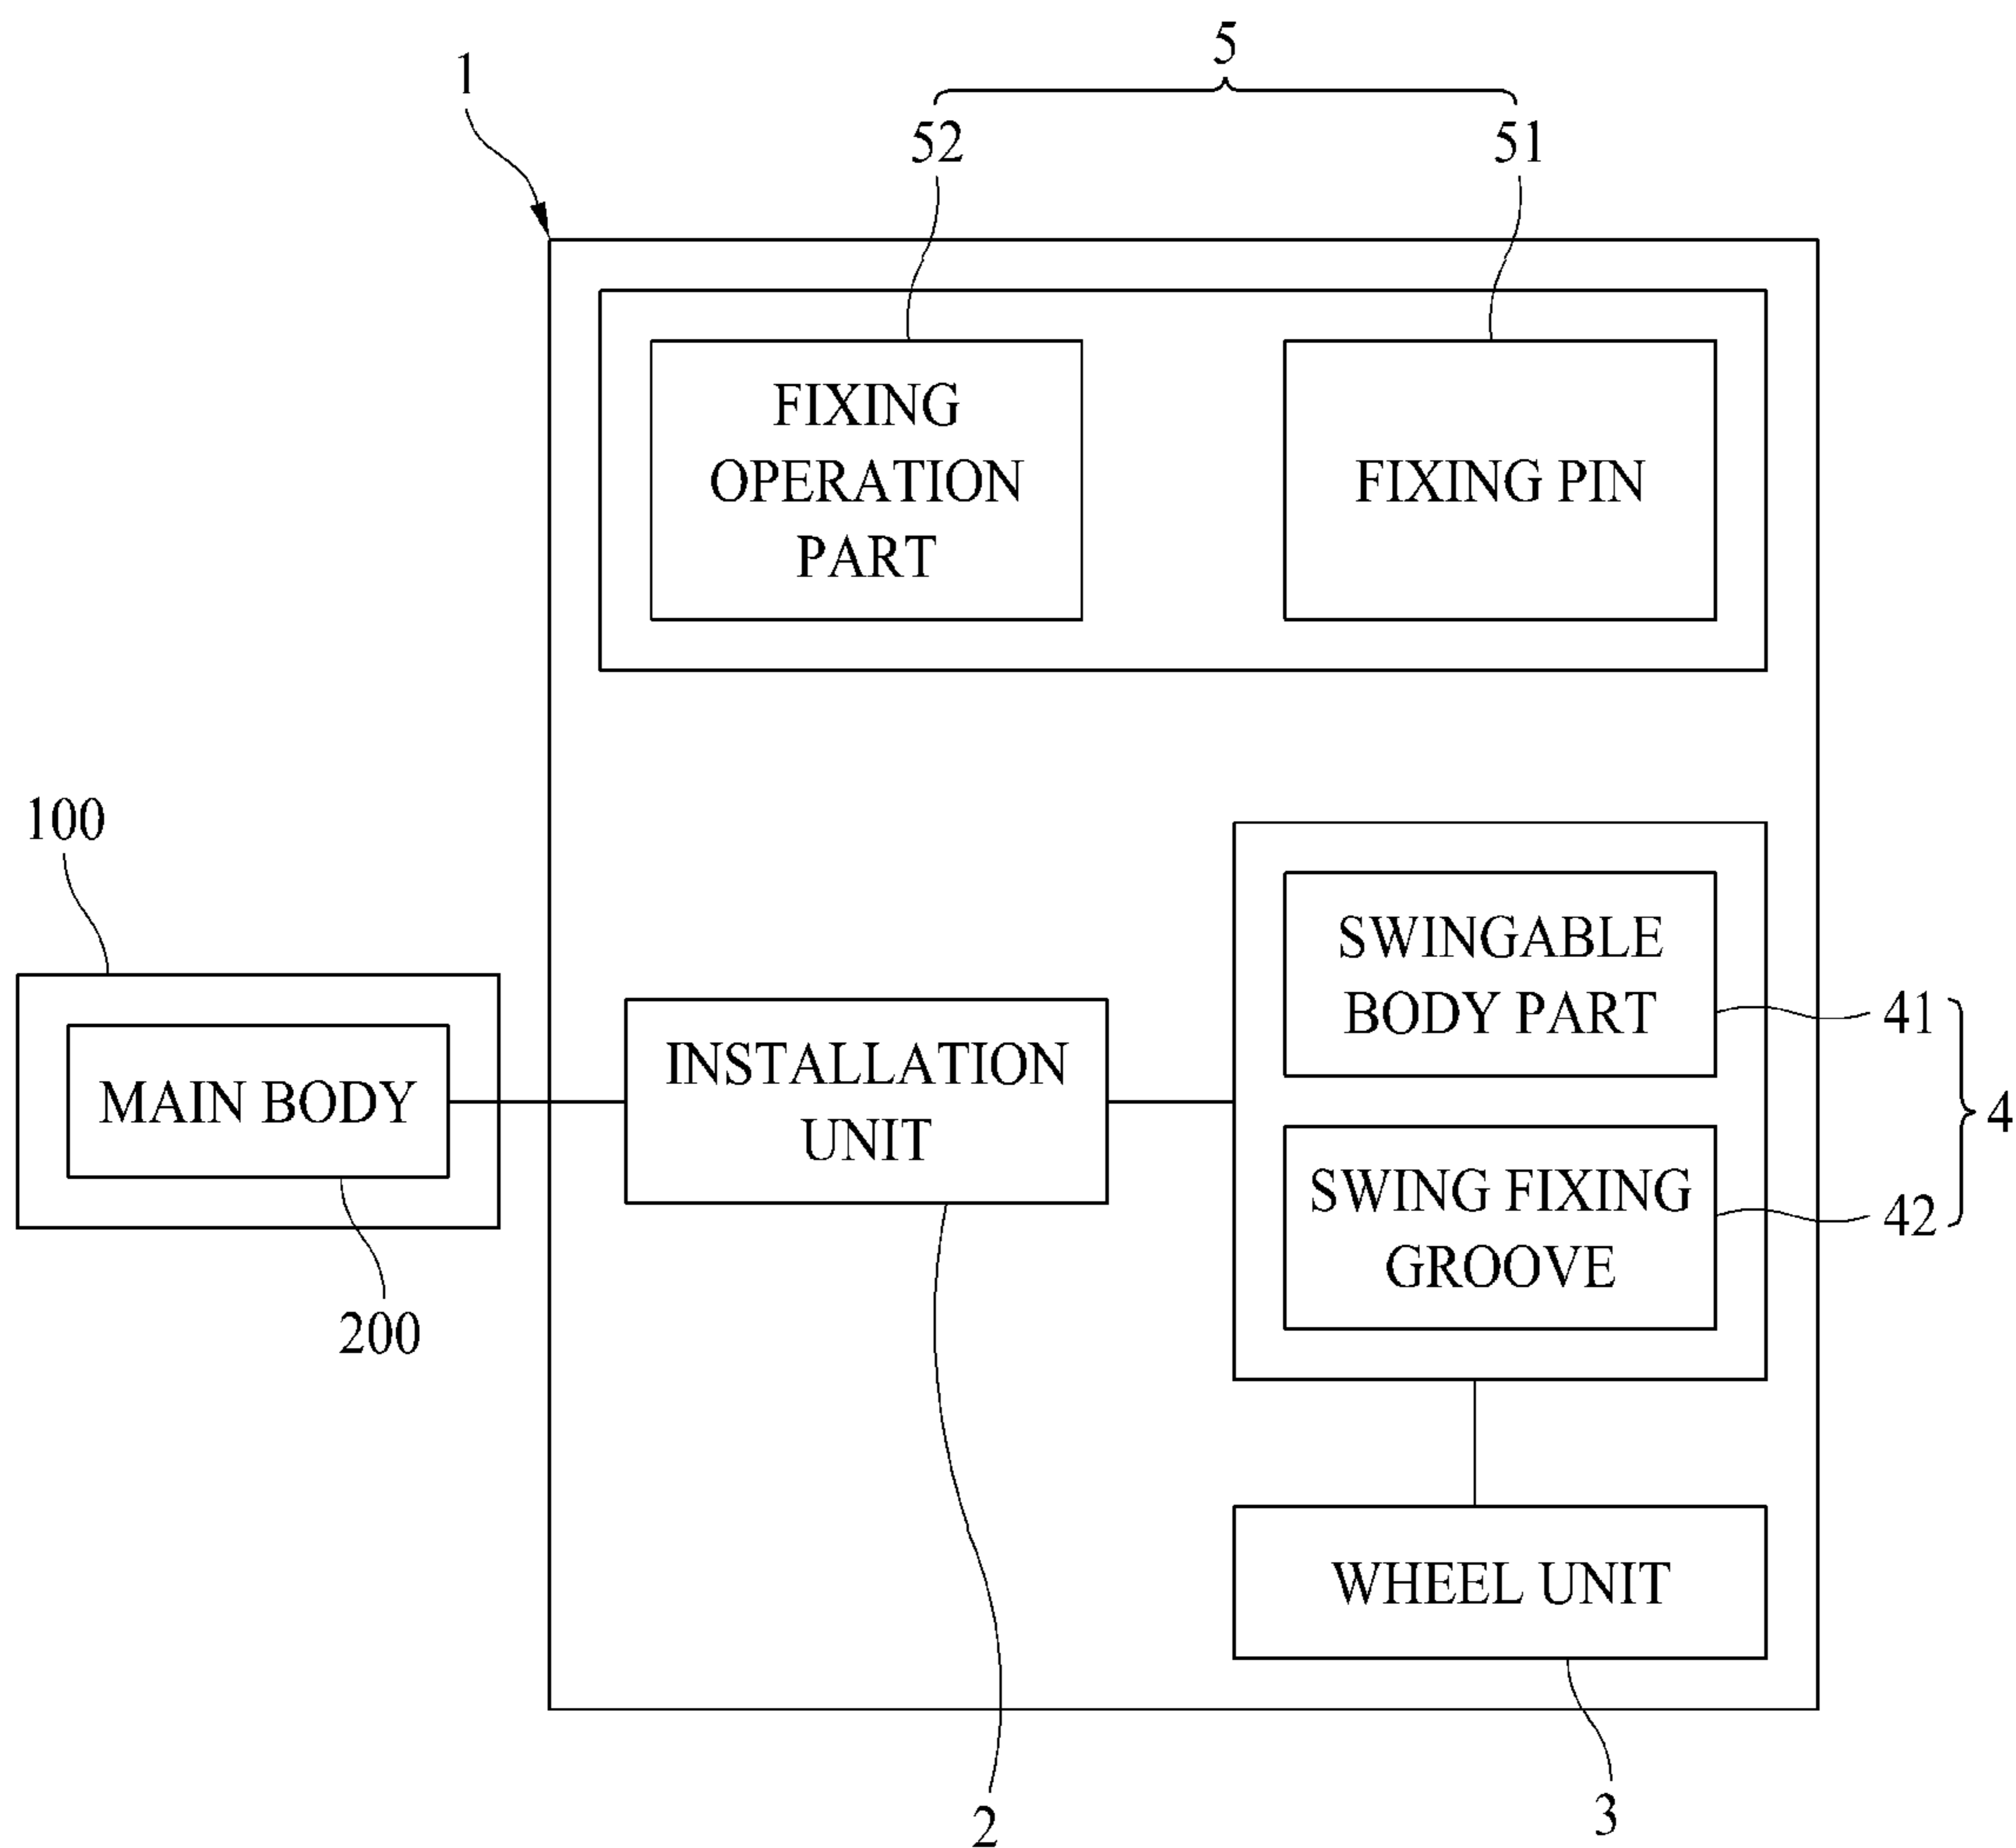 5
1
52
51
FIXING
OPERATION
PART
FIXING PIN
100
SWINGABLE
BODY PART
41
INSTALLATION
UNIT
MAIN BODY
4
SWING FIXING
GROOVE
42
200
WHEEL UNIT
2
3